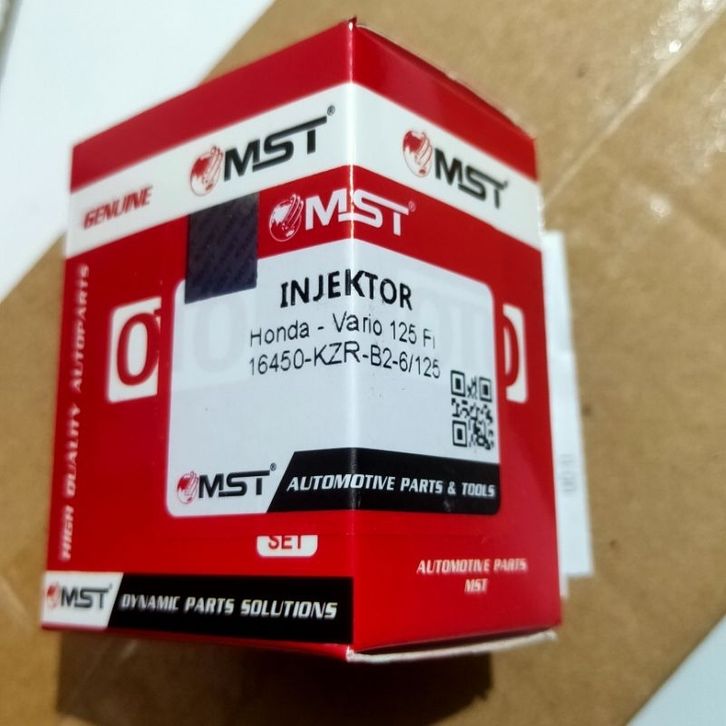 MST®
MST
GENUINE
MST®
INJEKTOR
Honda - Vario 125 Fi
16450-KZR-B2-6/125
MST®
AUTOMOTIVE PARTS & TOOLS
HIGH QUALITY AUTOPARTS
SET
AUTOMOTIVE PARTS
MST
MST
DYNAMIC PARTS SOLUTIONS